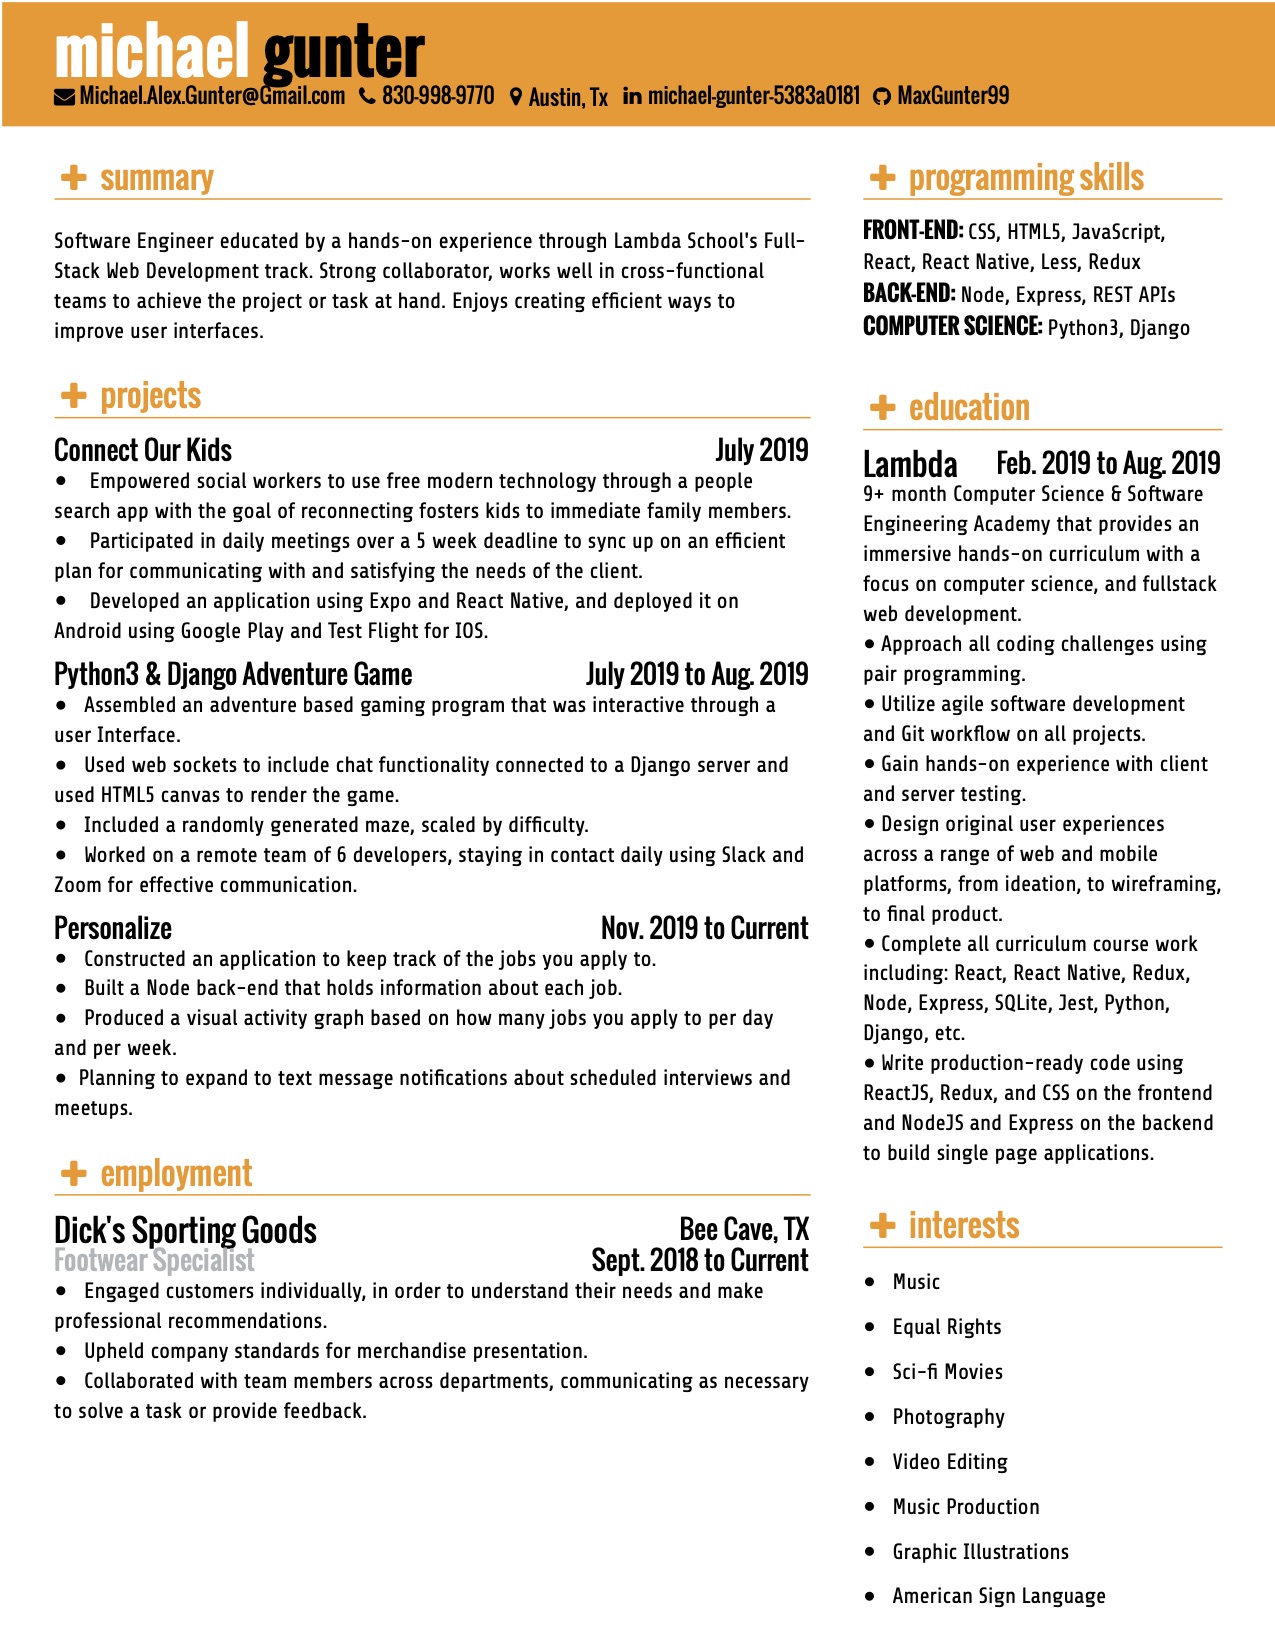 michael gunter
Michael.Alex.Gunter@Gmail.com 830-998-9770 Austin, Tx michael-gunter-5383a0181 MaxGunter99
summary
Software Engineer educated by a hands-on experience through Lambda School's Full-
Stack Web Development track. Strong collaborator, works well in cross-functional
teams to achieve the project or task at hand. Enjoys creating efficient ways to
improve user interfaces.
projects
Connect Our Kids July 2019
● Empowered social workers to use free modern technology through a people
search app with the goal of reconnecting fosters kids to immediate family members.
● Participated in daily meetings over a 5 week deadline to sync up on an efficient
plan for communicating with and satisfying the needs of the client.
● Developed an application using Expo and React Native, and deployed it on
Android using Google Play and Test Flight for IOS.
Python3 & Django Adventure Game July 2019 to Aug. 2019
● Assembled an adventure based gaming program that was interactive through a
user Interface.
● Used web sockets to include chat functionality connected to a Django server and
used HTML5 canvas to render the game.
● Included a randomly generated maze, scaled by difficulty.
● Worked on a remote team of 6 developers, staying in contact daily using Slack and
Zoom for effective communication.
Personalize Nov. 2019 to Current
● Constructed an application to keep track of the jobs you apply to.
● Built a Node back-end that holds information about each job.
● Produced a visual activity graph based on how many jobs you apply to per day
and per week.
● Planning to expand to text message notifications about scheduled interviews and
meetups.
employment
Dick's Sporting Goods Bee Cave, TX
Footwear Specialist Sept. 2018 to Current
● Engaged customers individually, in order to understand their needs and make
professional recommendations.
● Upheld company standards for merchandise presentation.
● Collaborated with team members across departments, communicating as necessary
to solve a task or provide feedback.
programming skills
FRONT-END: CSS, HTML5, JavaScript,
React, React Native, Less, Redux
BACK-END: Node, Express, REST APIs
COMPUTER SCIENCE: Python3, Django
education
Lambda Feb. 2019 to Aug. 2019
9+ month Computer Science & Software
Engineering Academy that provides an
immersive hands-on curriculum with a
focus on computer science, and fullstack
web development.
● Approach all coding challenges using
pair programming.
● Utilize agile software development
and Git workflow on all projects.
● Gain hands-on experience with client
and server testing.
● Design original user experiences
across a range of web and mobile
platforms, from ideation, to wireframing,
to final product.
● Complete all curriculum course work
including: React, React Native, Redux,
Node, Express, SQLite, Jest, Python,
Django, etc.
● Write production-ready code using
ReactJS, Redux, and CSS on the frontend
and NodeJS and Express on the backend
to build single page applications.
interests
● Music
● Equal Rights
● Sci-fi Movies
● Photography
● Video Editing
● Music Production
● Graphic Illustrations
● American Sign Language